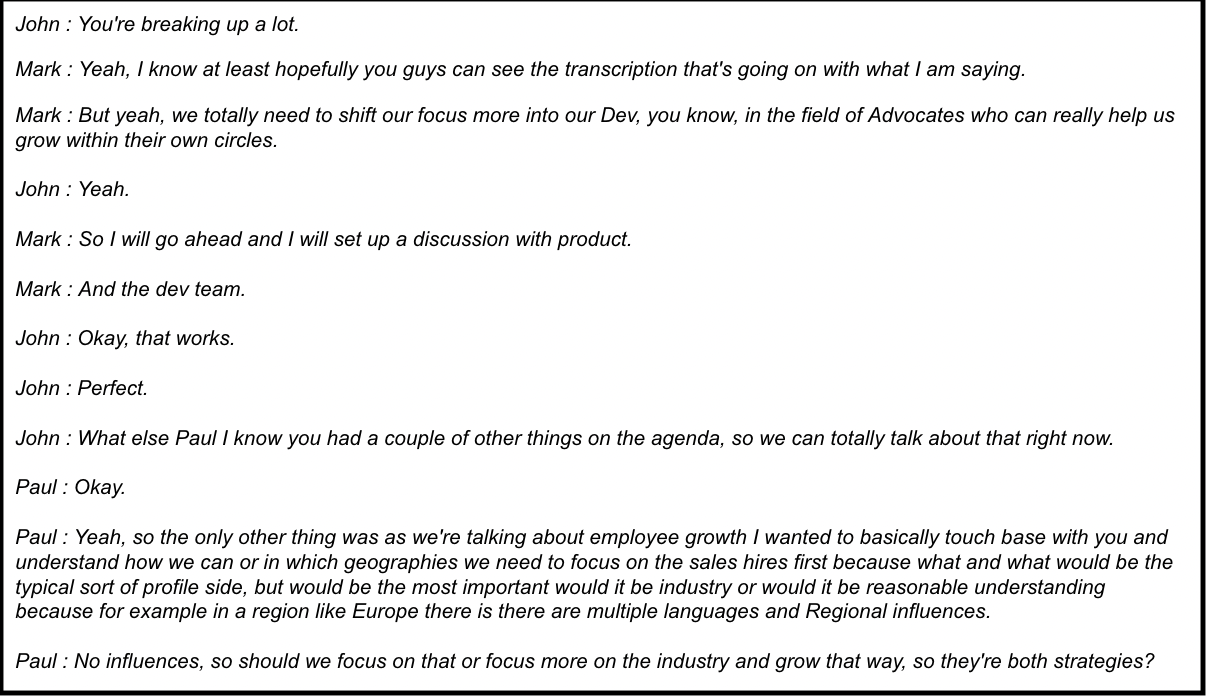 John : You're breaking up a lot.
Mark : Yeah, I know at least hopefully you guys can see the transcription that's going on with what I am saying.
Mark : But yeah, we totally need to shift our focus more into our Dev, you know, in the field of Advocates who can really help us
grow within their own circles.
John : Yeah.
Mark : So I will go ahead and I will set up a discussion with product.
Mark : And the dev team.
John : Okay, that works.
John : Perfect.
John : What else Paul I know you had a couple of other things on the agenda, so we can totally talk about that right now.
Paul : Okay.
Paul : Yeah, so the only other thing was as we're talking about employee growth I wanted to basically touch base with you and
understand how we can or in which geographies we need to focus on the sales hires first because what and what would be the
typical sort of profile side, but would be the most important would it be industry or would it be reasonable understanding
because for example in a region like Europe there is there are multiple languages and Regional influences.
Paul : No influences, so should we focus on that or focus more on the industry and grow that way, so they're both strategies?